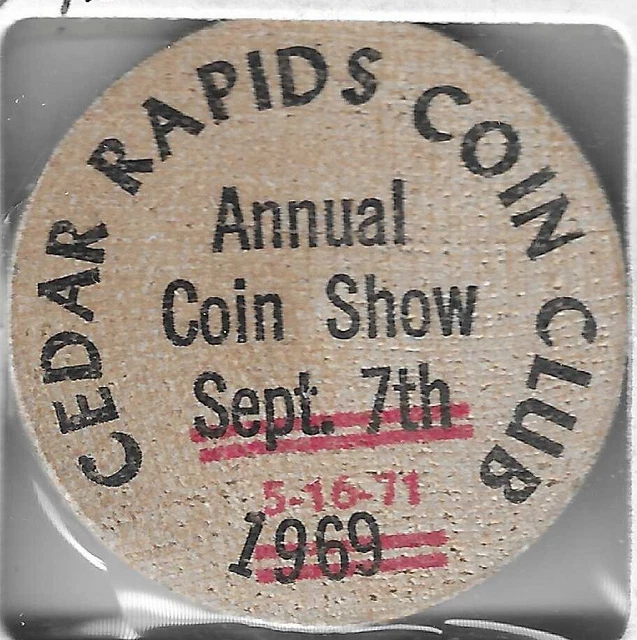 CEDAR RAPIDS COIN CLUB
Annual
Coin Show
Sept. 7th
5-16-71
1969